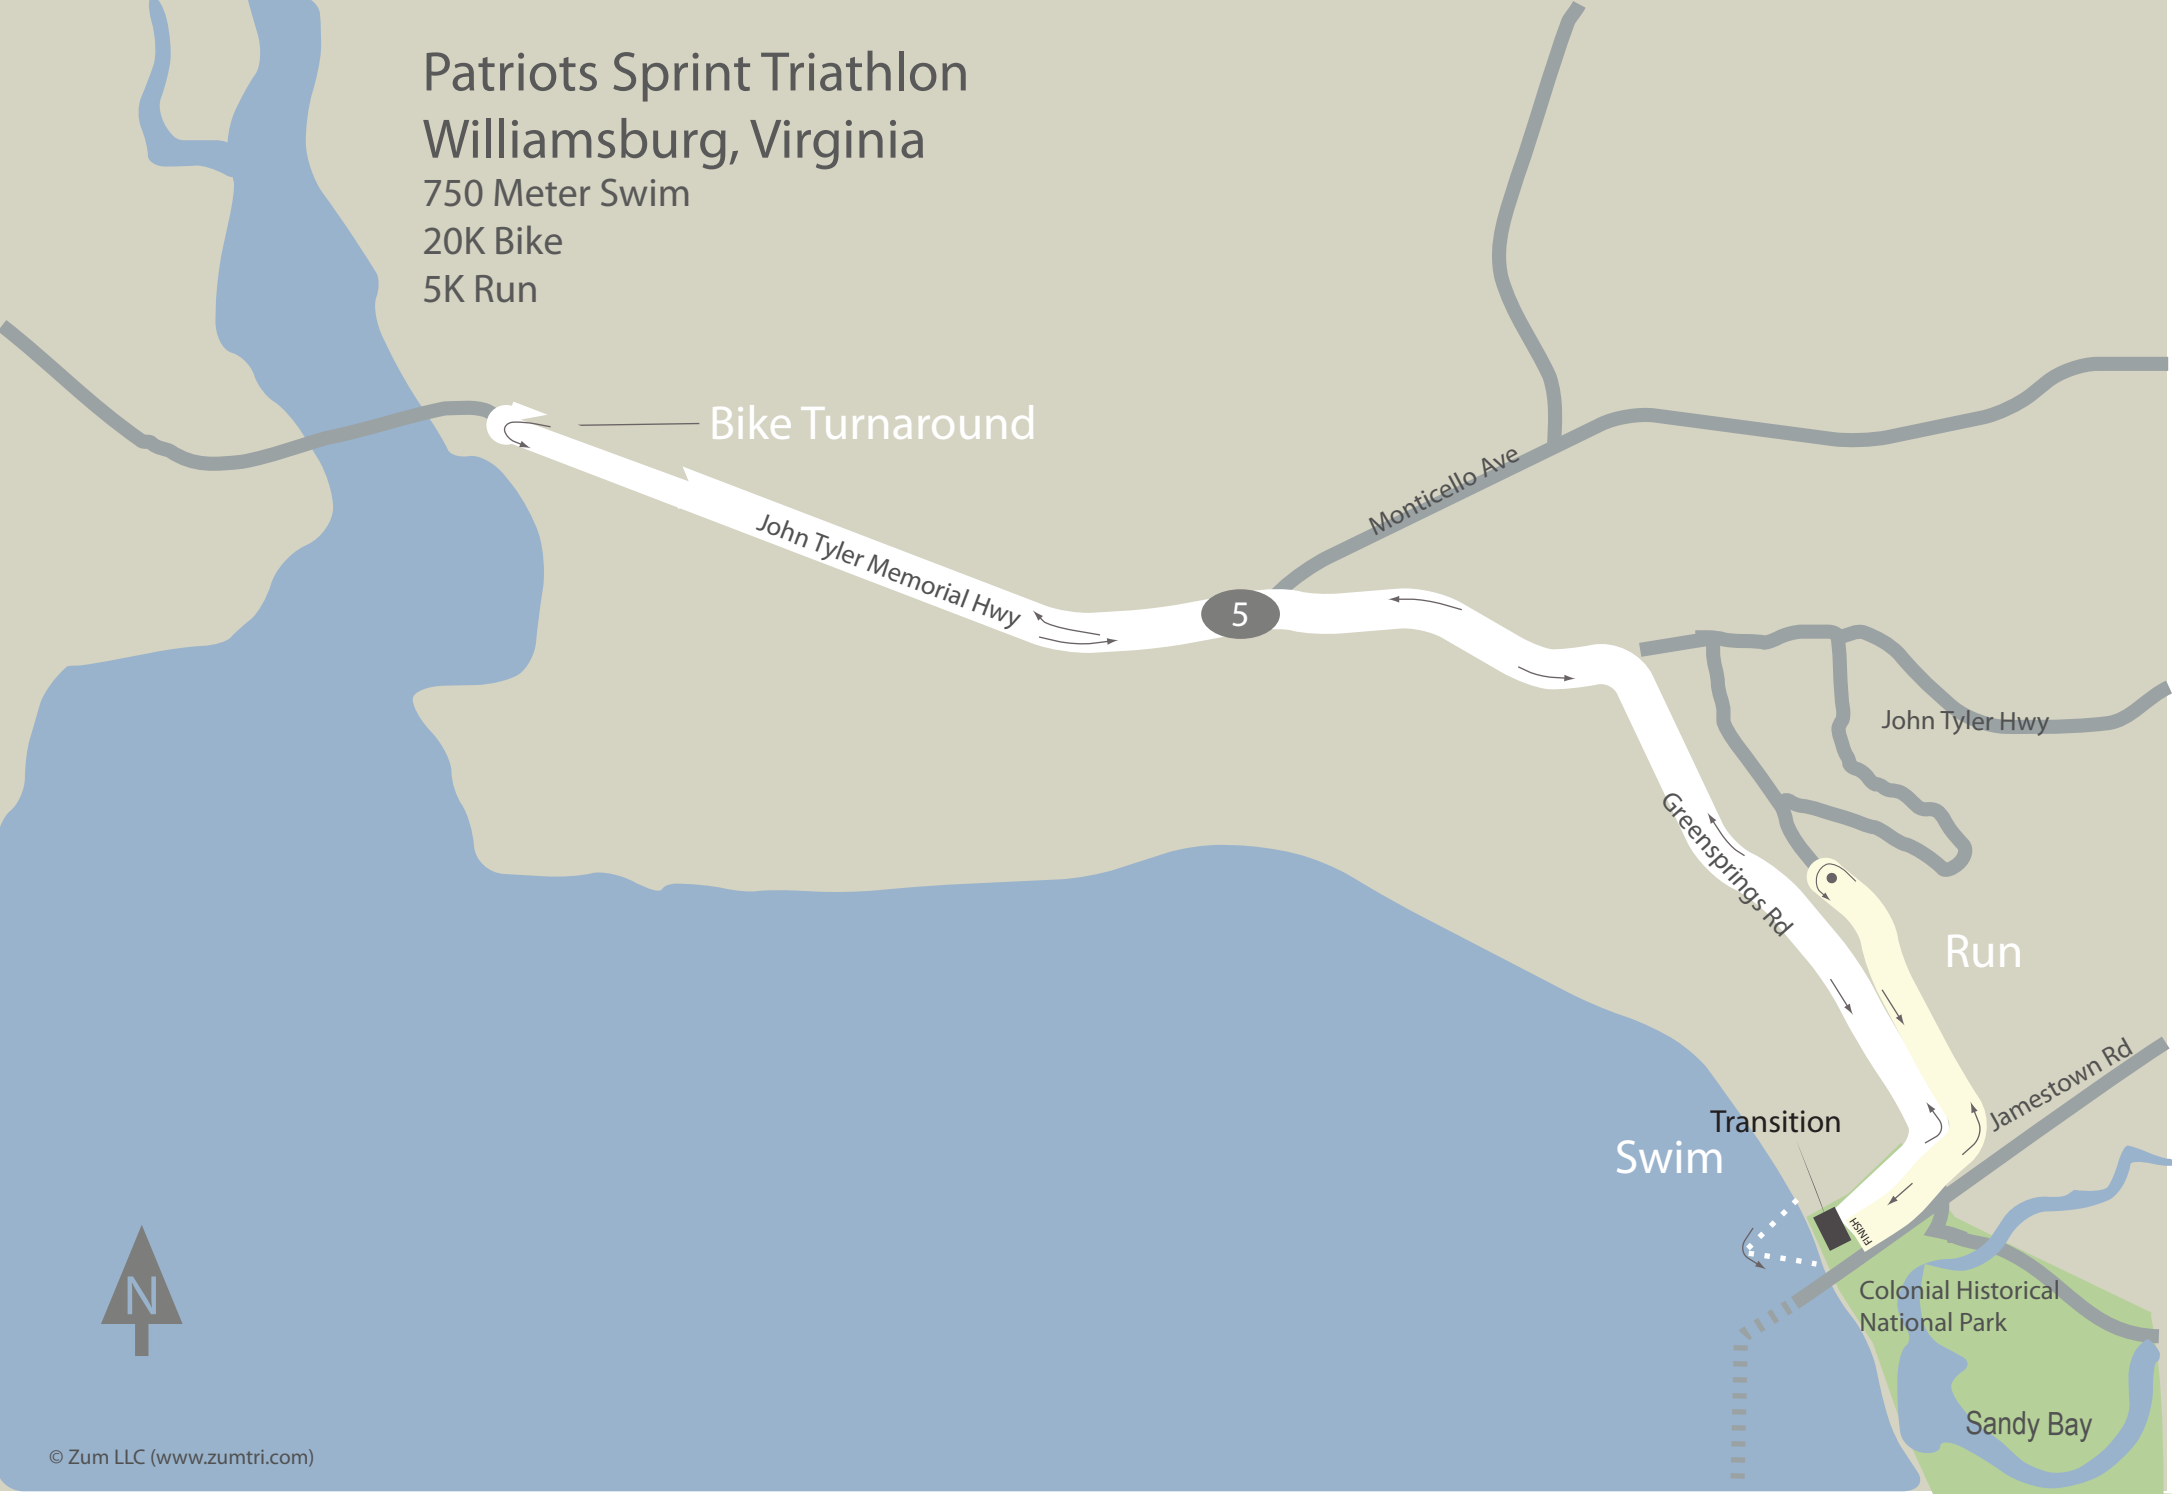 Patriots Sprint Triathlon
Williamsburg, Virginia
750 Meter Swim
20K Bike
5K Run
Bike Turnaround
Monticello Ave
John Tyler Memorial Hwy
5
John Tyler Hwy
Greensprings Rd
Run
Jamestown Rd
Transition
Swim
FINISH
N
Colonial Historical
National Park
Sandy Bay
© Zum LLC (www.zumtri.com)